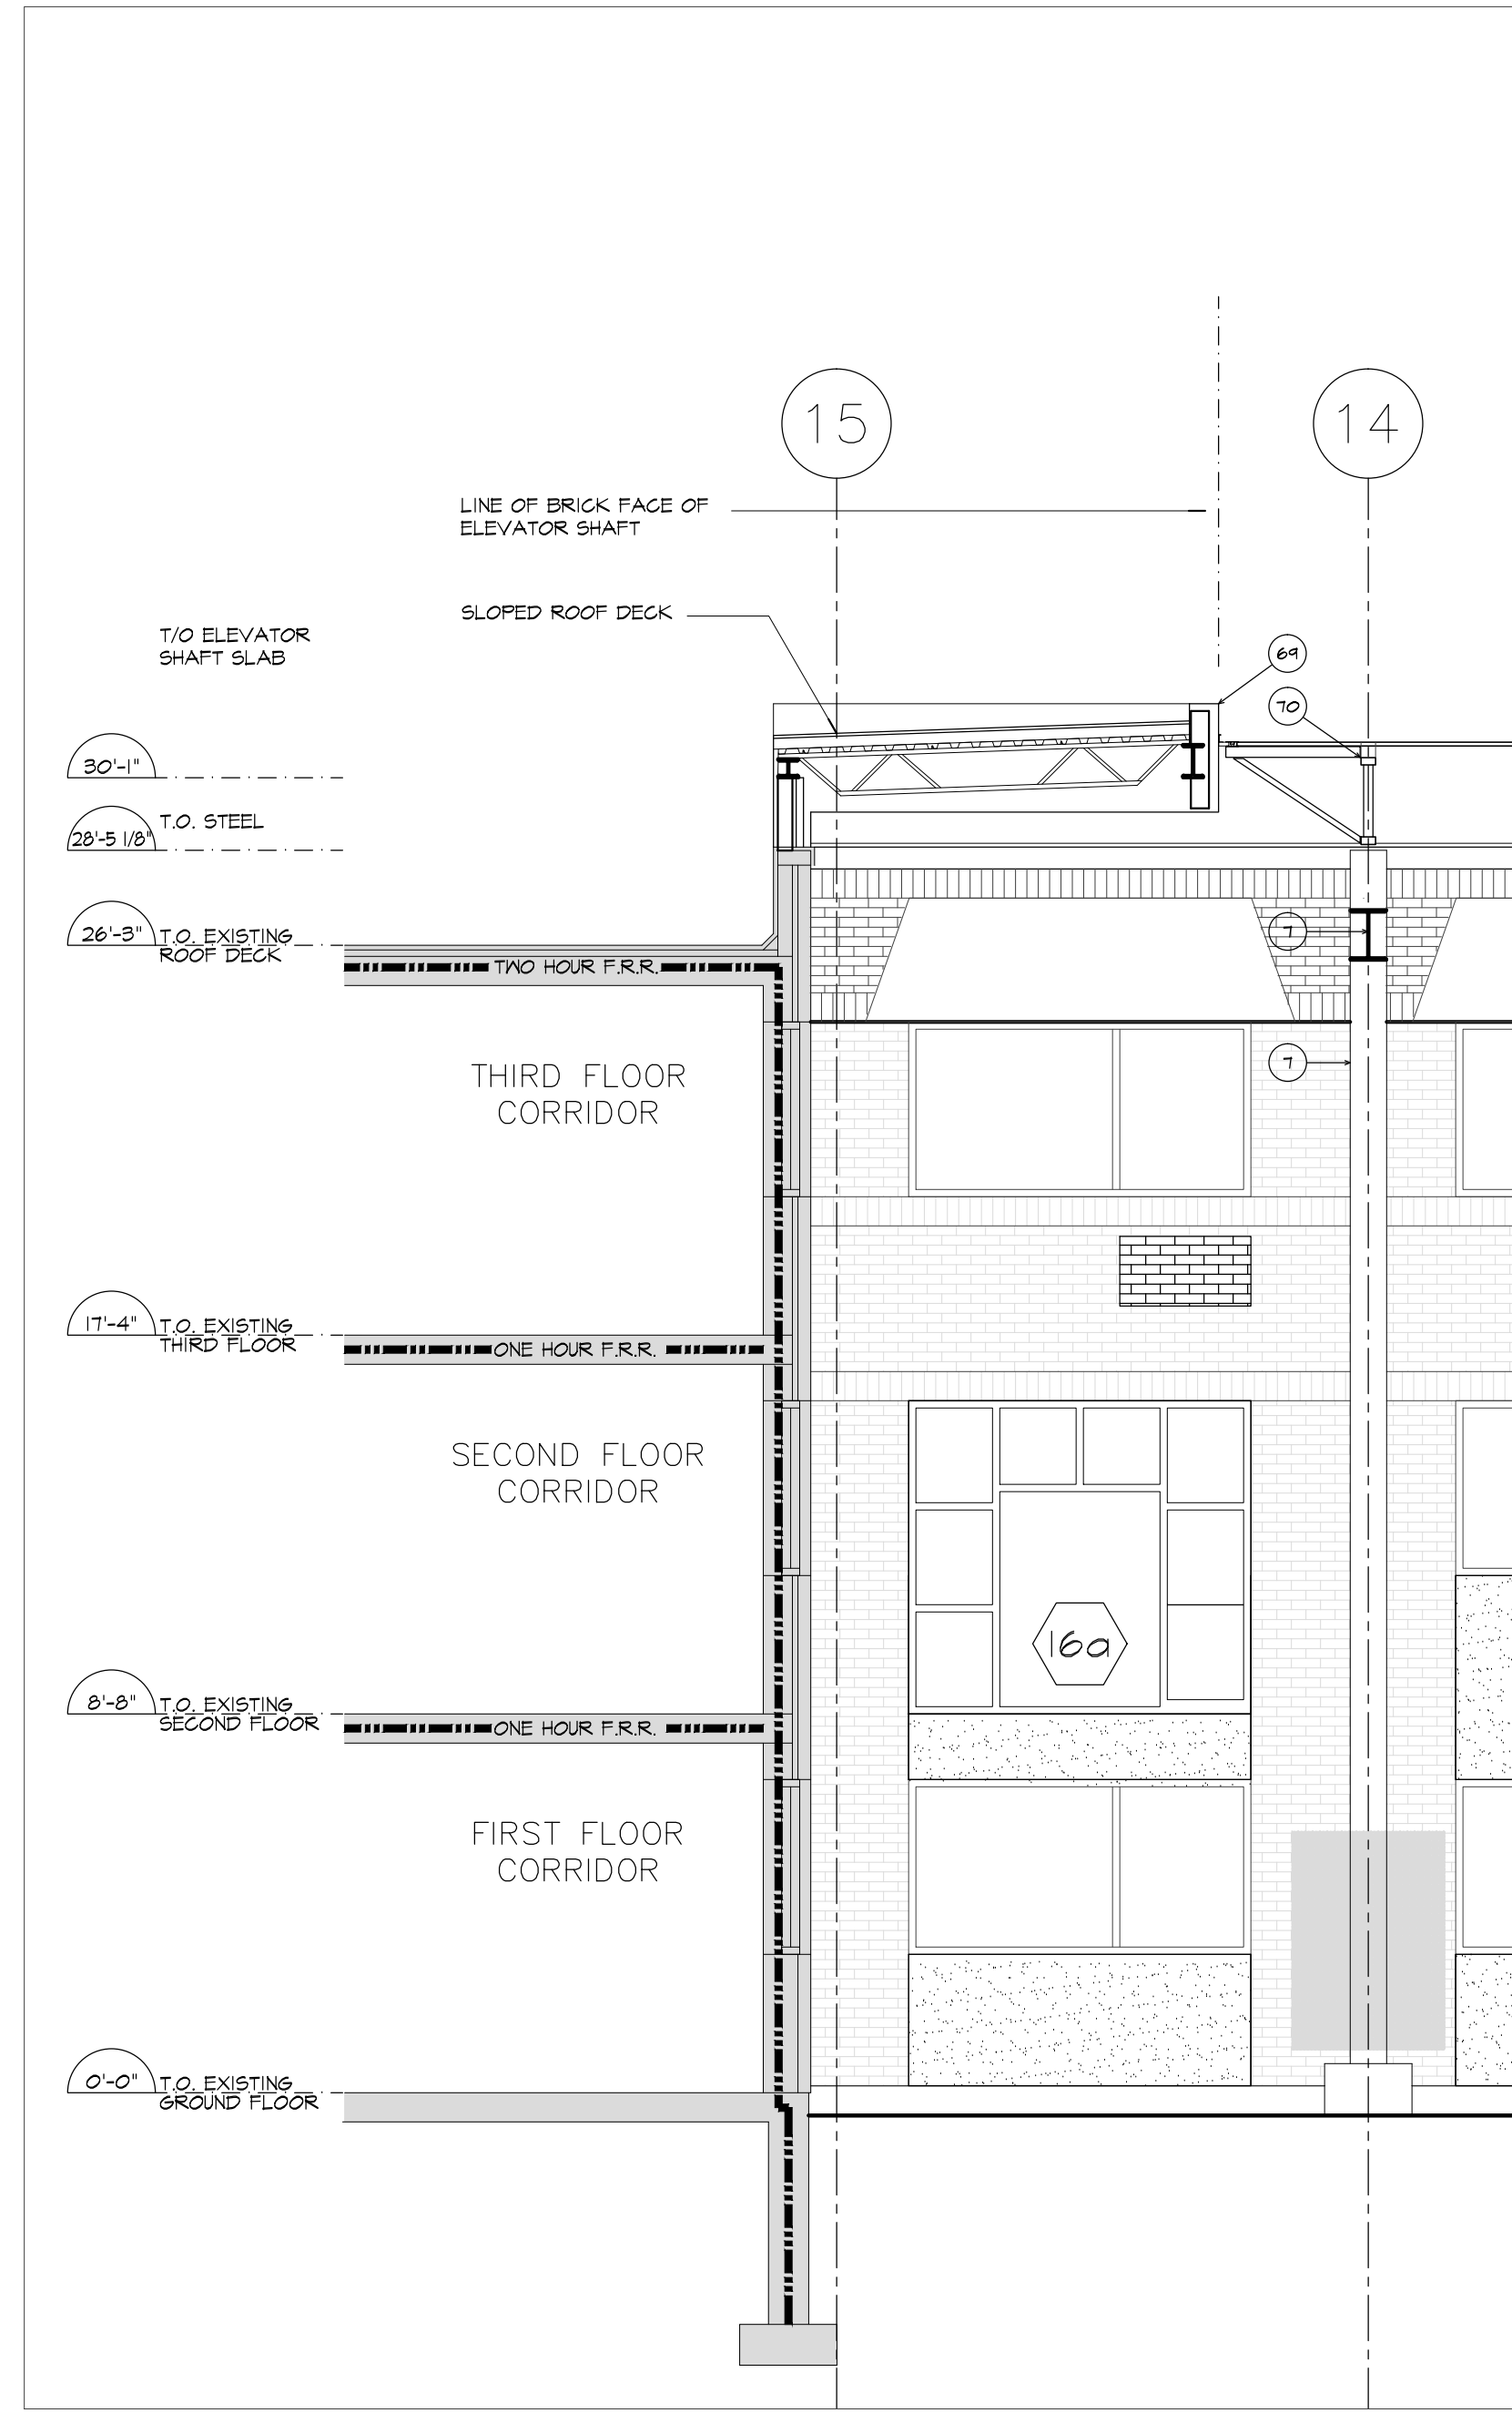 15
14
LINE OF BRICK FACE OF
ELEVATOR SHAFT
SLOPED ROOF DECK
T/O ELEVATOR
SHAFT SLAB
69
70
30'-1"
T.O. STEEL
28'-5 1/8"
26'-3"
T.O. EXISTING
ROOF DECK
7
TWO HOUR F.R.R.
THIRD FLOOR
CORRIDOR
7
17'-4"
T.O. EXISTING
THIRD FLOOR
ONE HOUR F.R.R.
SECOND FLOOR
CORRIDOR
16a
8'-8"
T.O. EXISTING
SECOND FLOOR
ONE HOUR F.R.R.
FIRST FLOOR
CORRIDOR
0'-0"
T.O. EXISTING
GROUND FLOOR